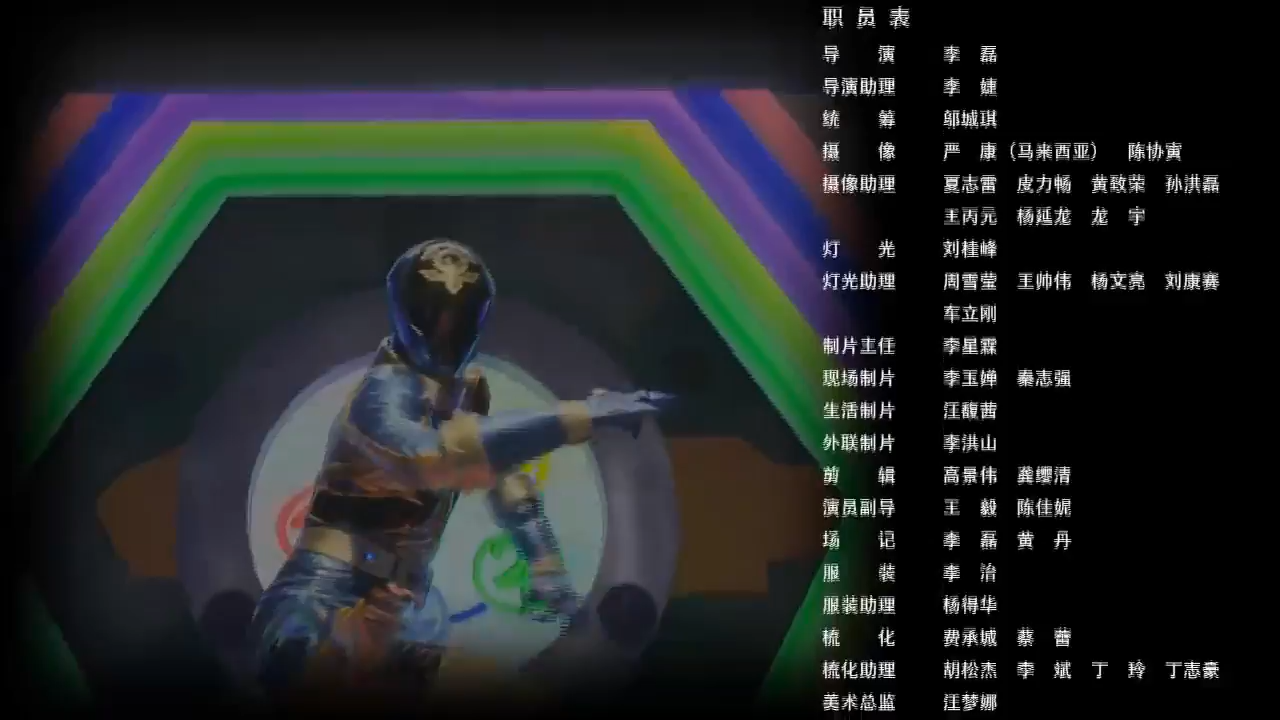 职员表
导 演 李 磊
导演助理 李 婕
统 筹 邬城琪
摄 像 严 康（马来西亚） 陈协寅
摄像助理 夏志雷 皮力畅 黄致荣 孙洪磊
王丙元 杨延龙 龙 宇
灯 光 刘桂峰
灯光助理 周雪莹 王帅伟 杨文亮 刘康赛
车立刚
制片主任 李星霖
现场制片 李玉婵 秦志强
生活制片 汪馥茜
外联制片 李洪山
剪 辑 高景伟 龚缨清
演员副导 王 毅 陈佳妮
场 记 李 磊 黄 丹
服 装 李 治
服装助理 杨得华
梳 化 费承城 蔡 蕾
梳化助理 胡松杰 李 斌 丁 玲 丁志豪
美术总监 汪梦娜